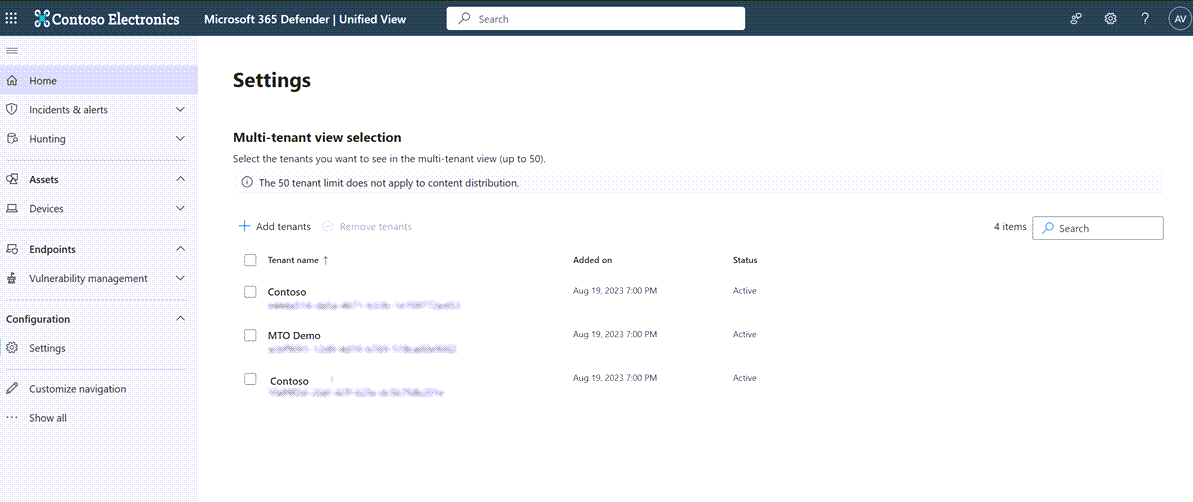 Contoso Electronics
Microsoft 365 Defender | Unified View
Search
?
AV
Home
Incidents & alerts
Hunting
Assets
Devices
Endpoints
Vulnerability management
Configuration
Settings
Customize navigation
Show all
Settings
Multi-tenant view selection
Select the tenants you want to see in the multi-tenant view (up to 50).
The 50 tenant limit does not apply to content distribution.
Add tenants
Remove tenants
4 items
Search
Tenant name ↑ Added on Status
Contoso Aug 19, 2023 7:00 PM Active
MTO Demo Aug 19, 2023 7:00 PM Active
Contoso Aug 19, 2023 7:00 PM Active